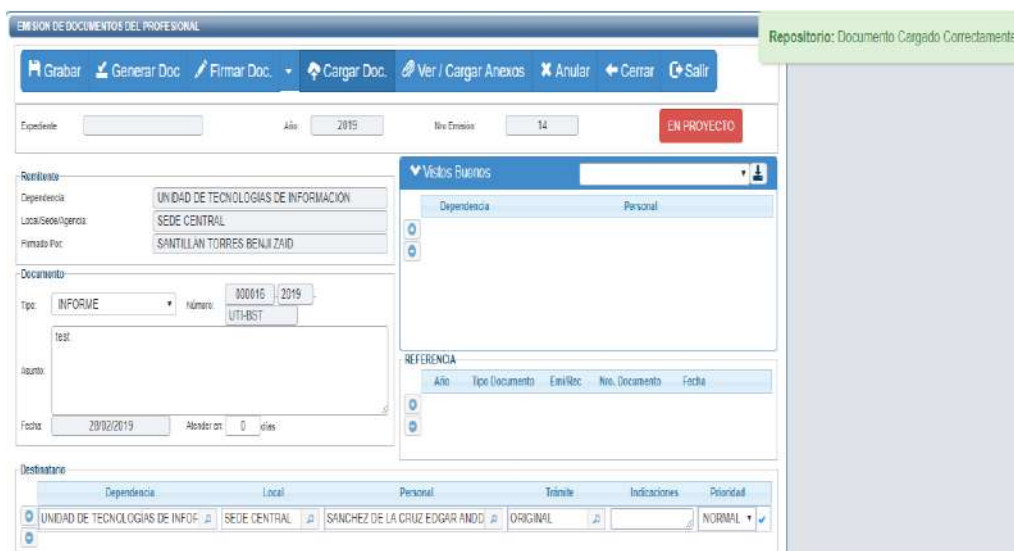 EMISION DE DOCUMENTOS DEL PROFESIONAL
Repositorio: Documento Cargado Correctamente
Grabar Generar Doc Firmar Doc. Cargar Doc. Ver / Cargar Anexos Anular Cerrar Salir
Expediente Año: 2019 Nro Emision: 14 EN PROYECTO
Remitente
Dependencia: UNIDAD DE TECNOLOGIAS DE INFORMACIÓN
Local/Sede/Agencia: SEDE CENTRAL
Firmado Por: SANTILLAN TORRES BENJI ZAID
Vistos Buenos
Dependencia Personal
Documento
Tipo: INFORME Número: 000016 - 2019 -
UTI-BST
Asunto: test
Fecha: 28/02/2019 Atender en: 0 días
REFERENCIA
Año Tipo Documento Emi/Rec Nro. Documento Fecha
Destinatario
Dependencia Local Personal Trámite Indicaciones Prioridad
UNIDAD DE TECNOLOGIAS DE INFOR SEDE CENTRAL SANCHEZ DE LA CRUZ EDGAR ANDD ORIGINAL NORMAL